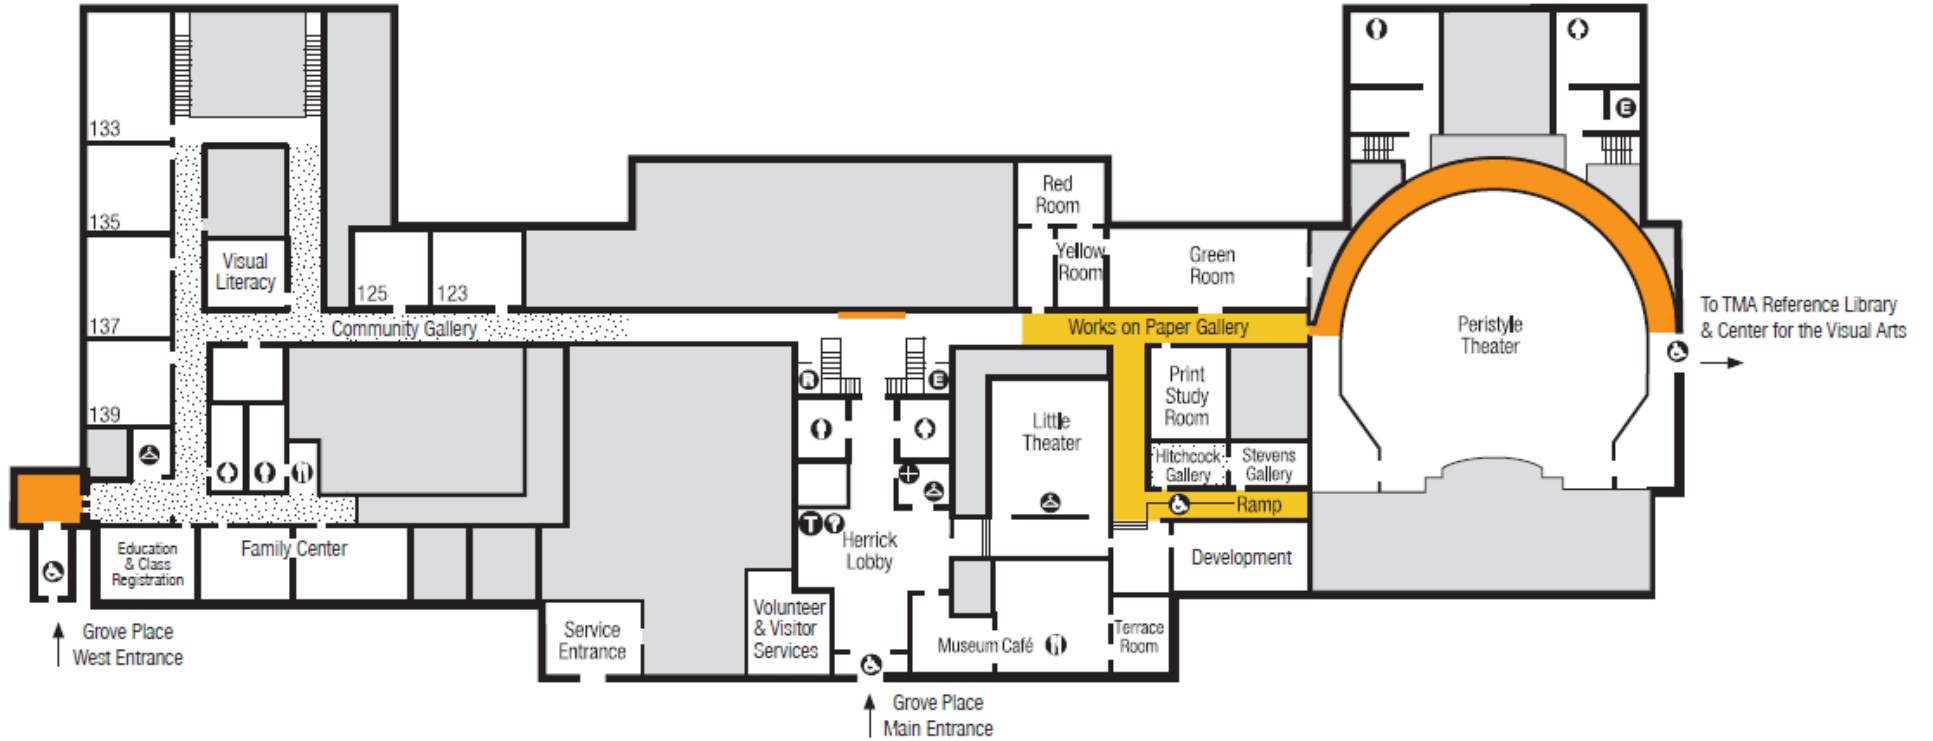 133
135
Visual
Literacy
137
139
125
123
Community Gallery
Red
Room
Yellow
Room
Green
Room
Works on Paper Gallery
Print
Study
Room
Hitchcock
Gallery
Stevens
Gallery
Ramp
Little
Theater
Peristyle
Theater
To TMA Reference Library
& Center for the Visual Arts
E
R
E
T
?
Herrick
Lobby
Education
& Class
Registration
Family Center
Development
Service
Entrance
Volunteer
& Visitor
Services
Museum Café
Terrace
Room
Grove Place
West Entrance
Grove Place
Main Entrance